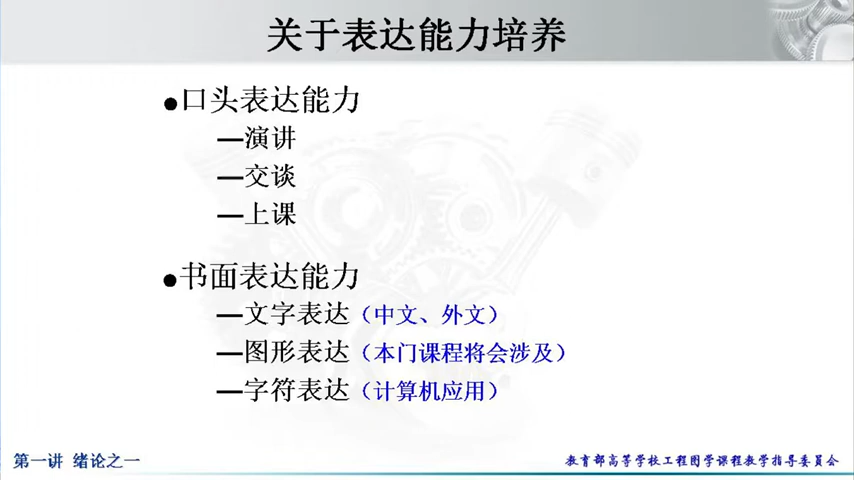 关于表达能力培养
●口头表达能力
—演讲
—交谈
—上课
●书面表达能力
—文字表达（中文、外文）
—图形表达（本门课程将会涉及）
—字符表达（计算机应用）
第一讲 绪论之一
教育部高等学校工程图学课程教学指导委员会